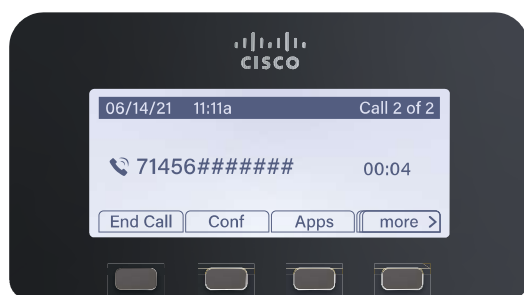 CISCO
06/14/21 11:11a Call 2 of 2
71456####### 00:04
End Call Conf Apps more >